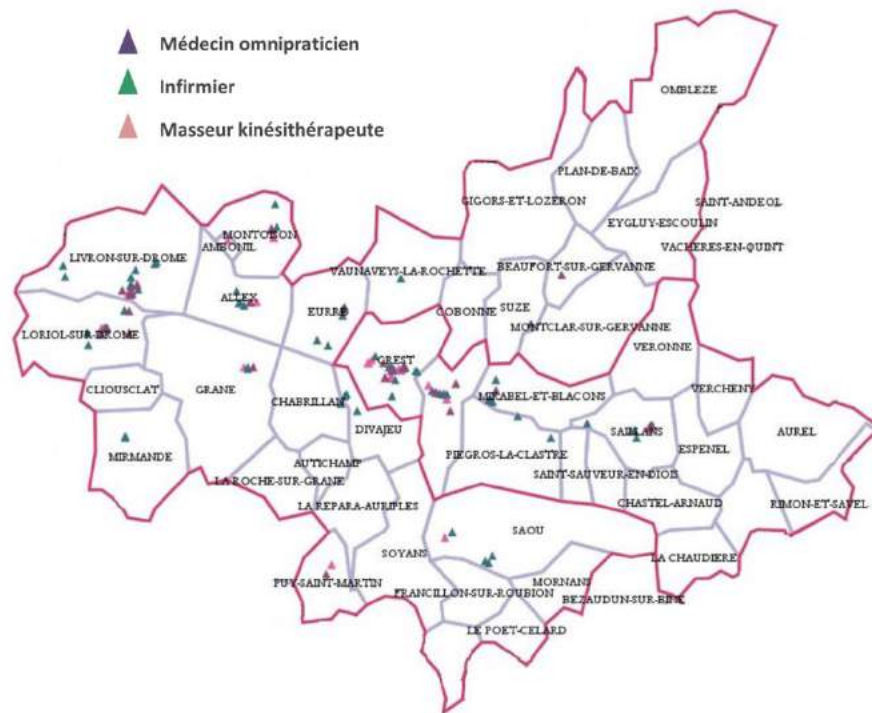 Médecin omnipraticien
Infirmier
Masseur kinésithérapeute
OMBLEZE
PLAN-DE-BAIX
GIGORS-ET-LOZERON
SAINT-ANDEOL
EYGLUY-ESCOULIN
MONTOISON
AMBONIL
VACHERES-EN-QUINT
LIVRON-SUR-DROME
BEAUFORT-SUR-GERVANNE
VAUNAVEYS-LA-ROCHETTE
ALLEX
EURRE
COBONNE
SUZE
MONTCLAR-SUR-GERVANNE
LORIOL-SUR-DROME
VERONNE
CREST
CLIOUSCLAT
GRANE
VERCHENY
CHABRILLAN
MIRABEL-ET-BLACONS
DIVAJEU
SAILLANS
AUREL
MIRMANDE
PIEGROS-LA-CLASTRE
ESPENEL
AUTICHAMP
SAINT-SAUVEUR-EN-DIOIS
LA ROCHE-SUR-GRANE
CHASTEL-ARNAUD
RIMON-ET-SAVEL
LA REPARA-AURIPLES
SAOU
SOYANS
LA CHAUDIERE
PUY-SAINT-MARTIN
MORNANS
FRANCILLON-SUR-ROUBION
BEZAUDUN-SUR-BINE
LE POET-CELARD